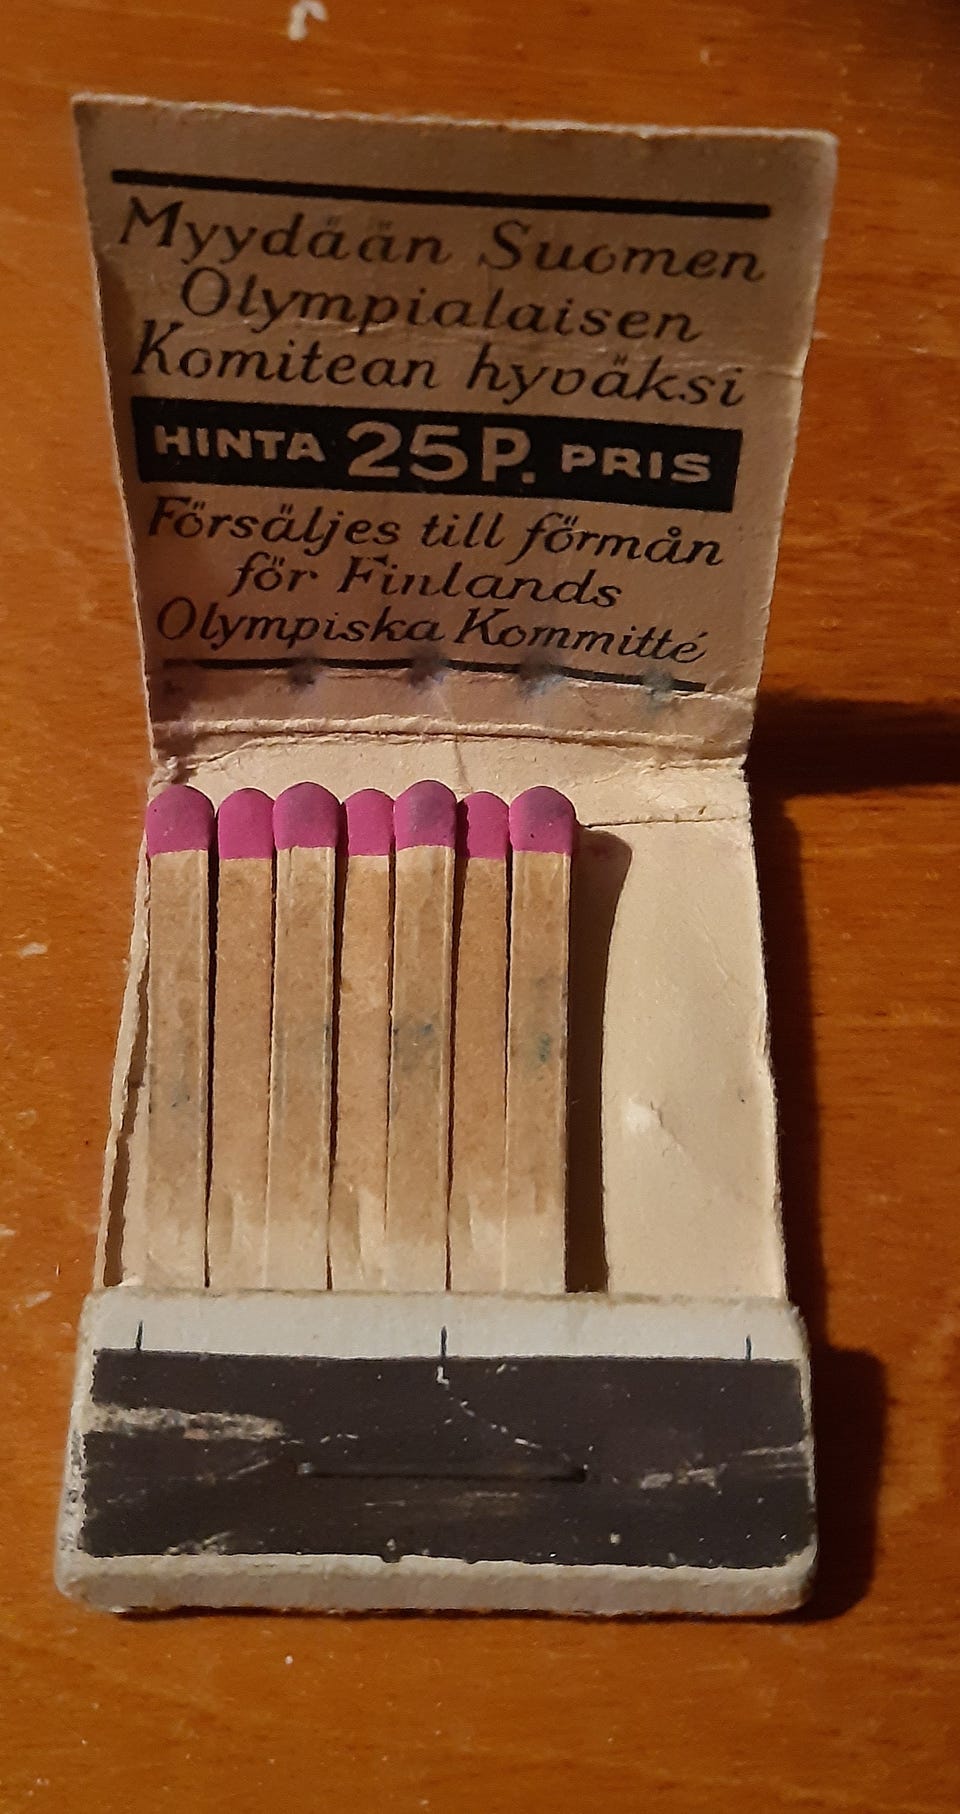 Myydään Suomen
Olympialaisen
Komitean hyväksi
HINTA 25P. PRIS
Försäljes till förmån
för Finlands
Olympiska Kommitté